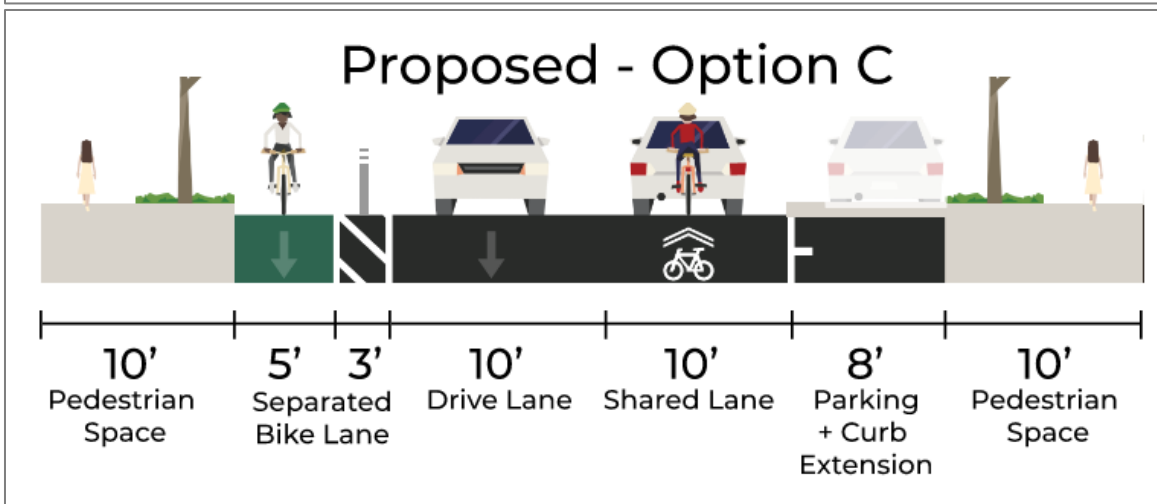 Proposed - Option C
10’ 5’ 3’ 10’ 10’ 8’ 10’
Pedestrian Space
Separated Bike Lane
Drive Lane
Shared Lane
Parking + Curb Extension
Pedestrian Space